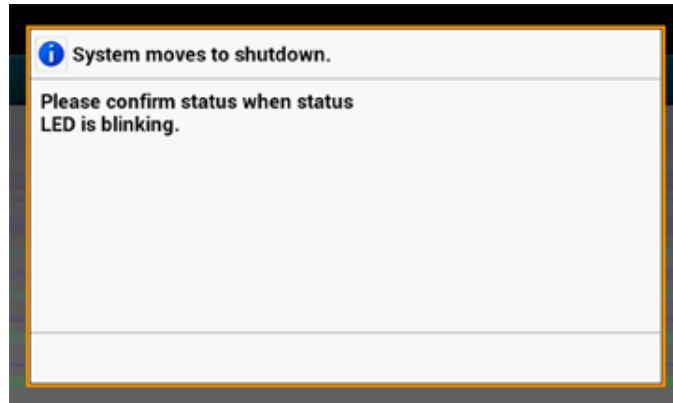 System moves to shutdown.
Please confirm status when status
LED is blinking.